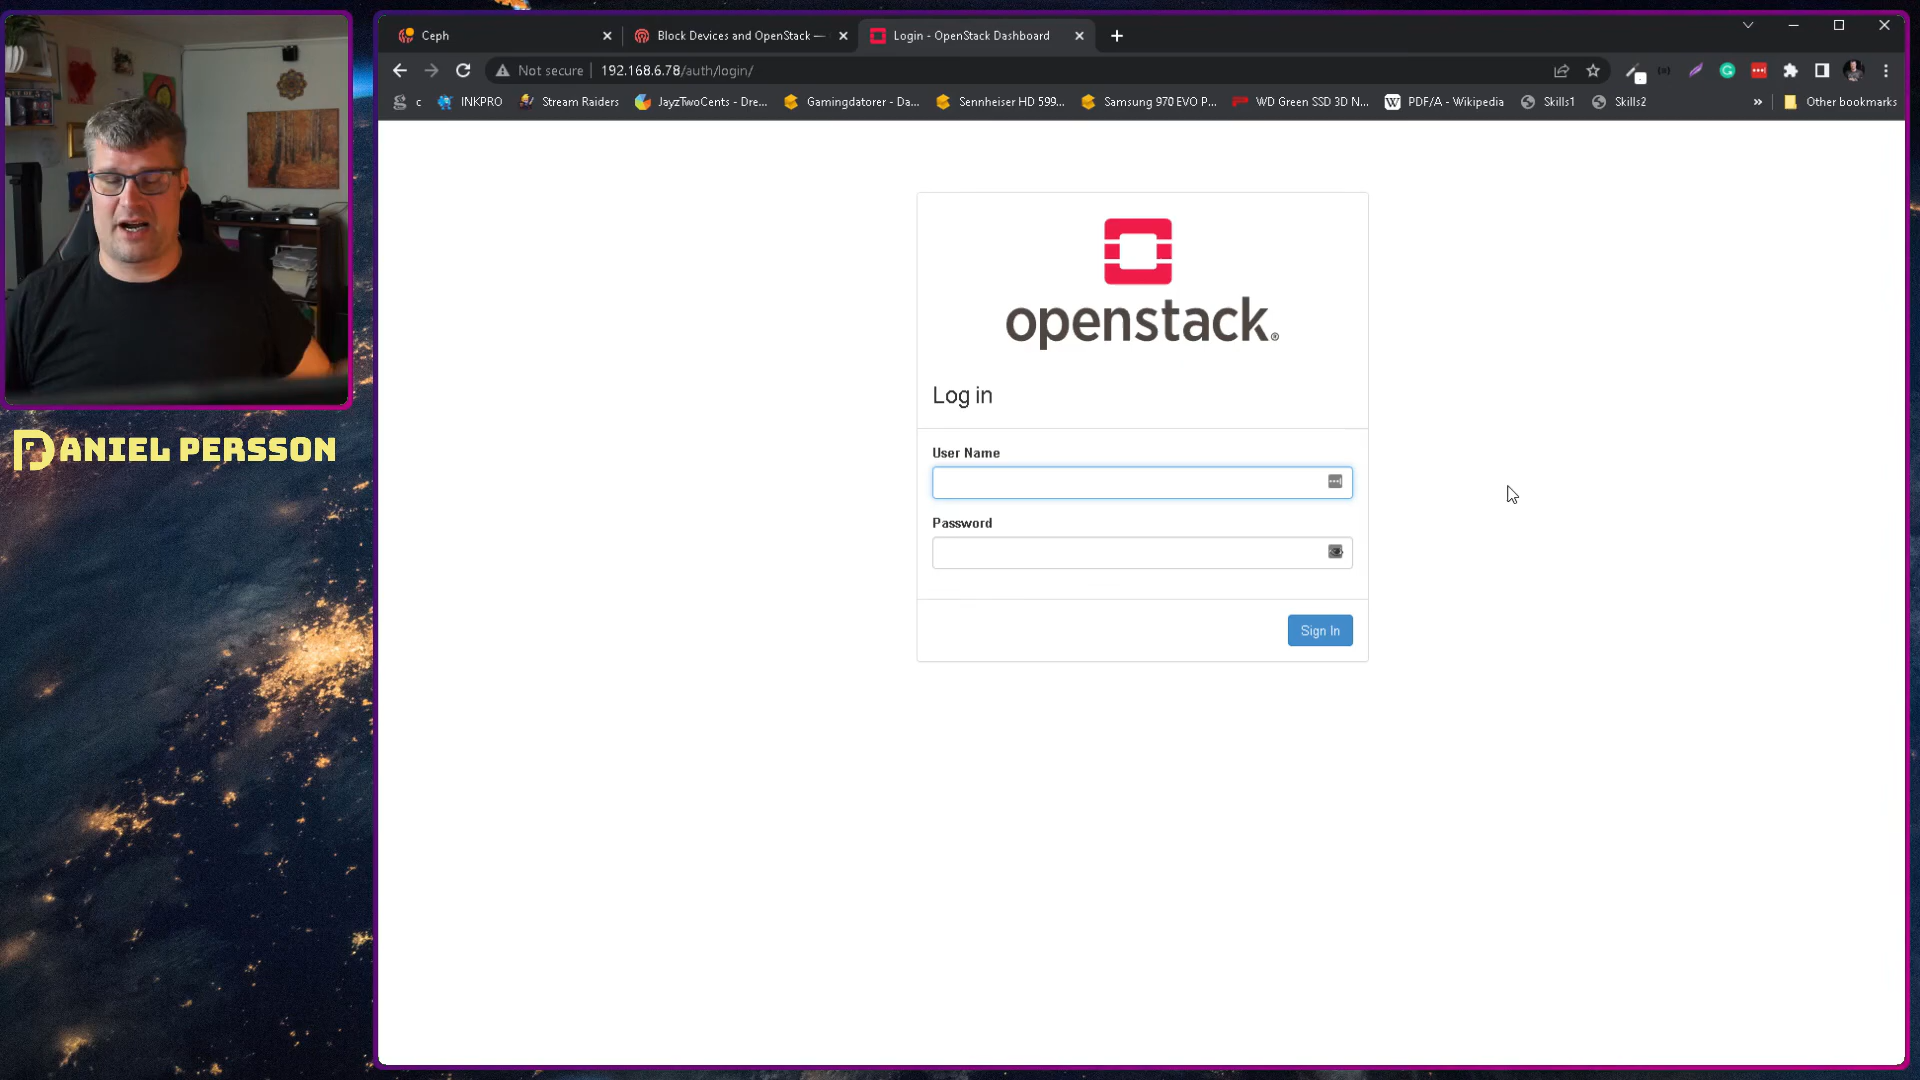 Ceph
Block Devices and OpenStack —
Login - OpenStack Dashboard
Not secure
192.168.6.78/auth/login/
c
INKPRO
Stream Raiders
JayzTwoCents - Dre...
Gamingdatorer - Da...
Sennheiser HD 599...
Samsung 970 EVO P...
WD Green SSD 3D N...
PDF/A - Wikipedia
Skills1
Skills2
»
Other bookmarks
DANIEL PERSSON
openstack®
Log in
User Name
Password
Sign In